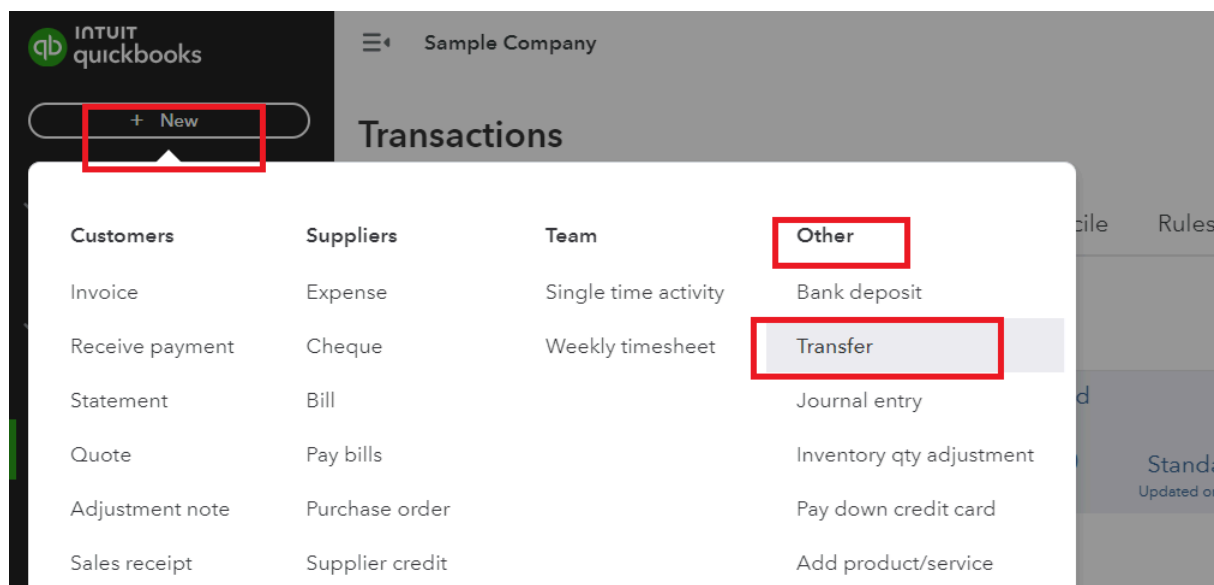 INTUIT
quickbooks
Sample Company
+ New
Transactions
Customers
Suppliers
Team
Other
Rules
Invoice
Expense
Single time activity
Bank deposit
Receive payment
Cheque
Weekly timesheet
Transfer
Statement
Bill
Journal entry
Quote
Pay bills
Inventory qty adjustment
Adjustment note
Purchase order
Pay down credit card
Updated
Sales receipt
Supplier credit
Add product/service